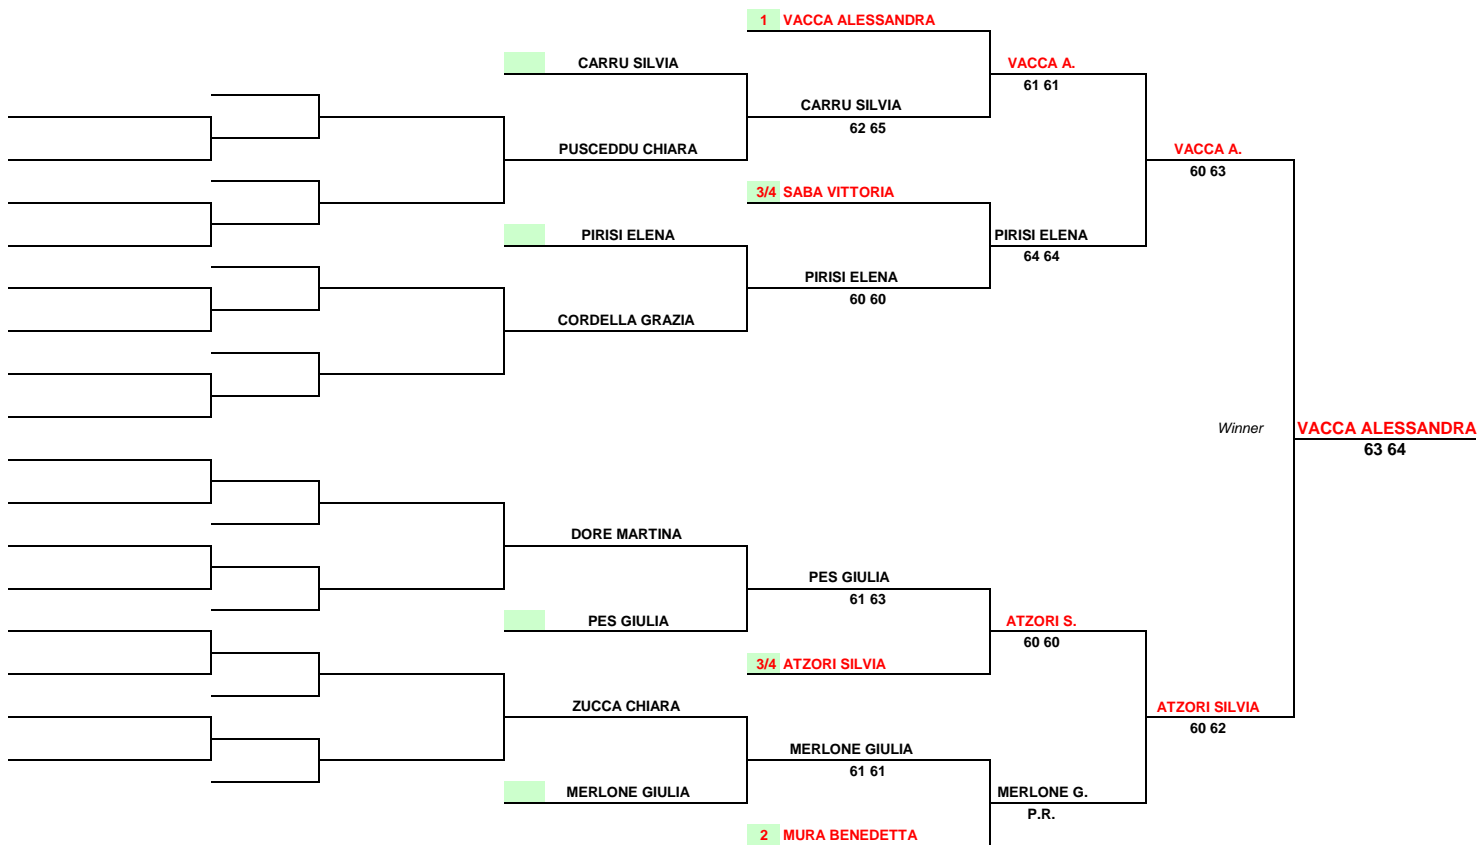 1 VACCA ALESSANDRA
CARRU SILVIA
VACCA A.
61 61
CARRU SILVIA
62 65
PUSCEDDU CHIARA
VACCA A.
60 63
3/4 SABA VITTORIA
PIRISI ELENA
PIRISI ELENA
64 64
PIRISI ELENA
60 60
CORDELLA GRAZIA
Winner
VACCA ALESSANDRA
63 64
DORE MARTINA
PES GIULIA
61 63
PES GIULIA
ATZORI S.
60 60
3/4 ATZORI SILVIA
ZUCCA CHIARA
ATZORI SILVIA
60 62
MERLONE GIULIA
61 61
MERLONE GIULIA
MERLONE G.
P.R.
2 MURA BENEDETTA